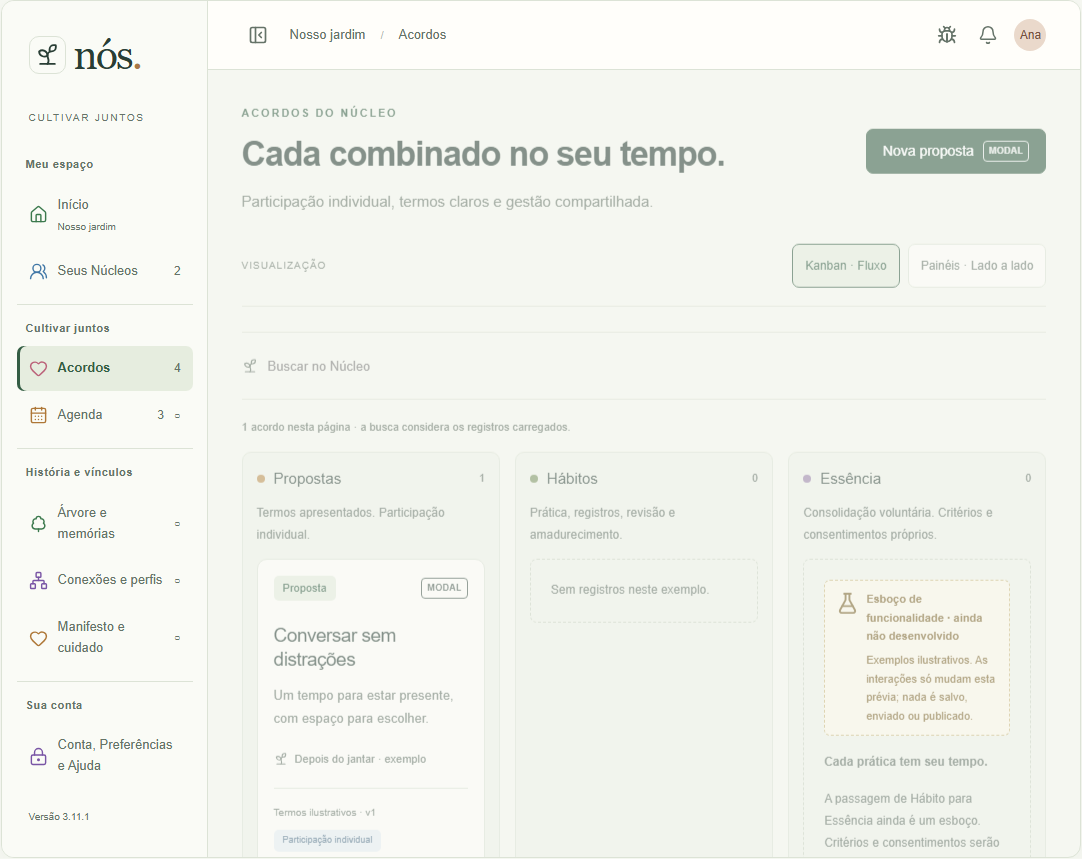 nós.
CULTIVAR JUNTOS
Meu espaço
Início
Nosso jardim
Seus Núcleos 2
Cultivar juntos
Acordos 4
Agenda 3
História e vínculos
Árvore e
memórias
Conexões e perfis
Manifesto e
cuidado
Sua conta
Conta, Preferências
e Ajuda
Versão 3.11.1
Nosso jardim / Acordos
Ana
ACORDOS DO NÚCLEO
Cada combinado no seu tempo.
Participação individual, termos claros e gestão compartilhada.
Nova proposta MODAL
VISUALIZAÇÃO
Kanban · Fluxo
Painéis · Lado a lado
Buscar no Núcleo
1 acordo nesta página · a busca considera os registros carregados.
Propostas 1
Termos apresentados. Participação
individual.
Proposta MODAL
Conversar sem
distrações
Um tempo para estar presente,
com espaço para escolher.
Depois do jantar · exemplo
Termos ilustrativos · v1
Participação individual
Hábitos 0
Prática, registros, revisão e
amadurecimento.
Sem registros neste exemplo.
Essência 0
Consolidação voluntária. Critérios e
consentimentos próprios.
Esboço de
funcionalidade · ainda
não desenvolvido
Exemplos ilustrativos. As
interações só mudam esta
prévia; nada é salvo,
enviado ou publicado.
Cada prática tem seu tempo.
A passagem de Hábito para
Essência ainda é um esboço.
Critérios e consentimentos serão